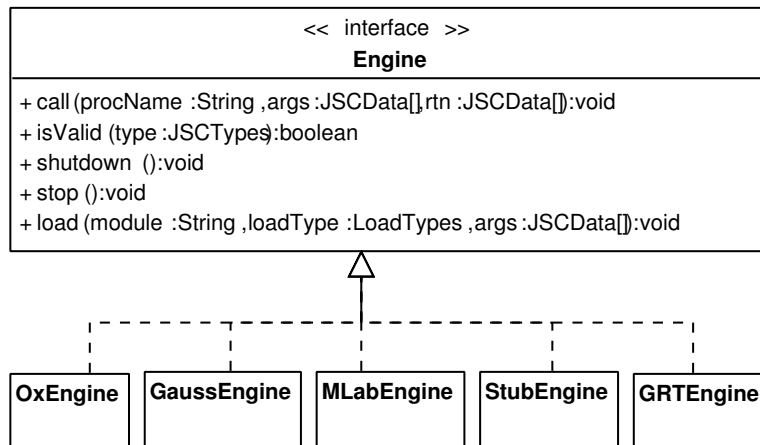 << interface >>
Engine
+ call (procName :String ,args :JSCData[],rtn :JSCData[]):void
+ isValid (type :JSCTypes):boolean
+ shutdown ():void
+ stop ():void
+ load (module :String ,loadType :LoadTypes ,args :JSCData[]):void
OxEngine GaussEngine MLabEngine StubEngine GRTEngine